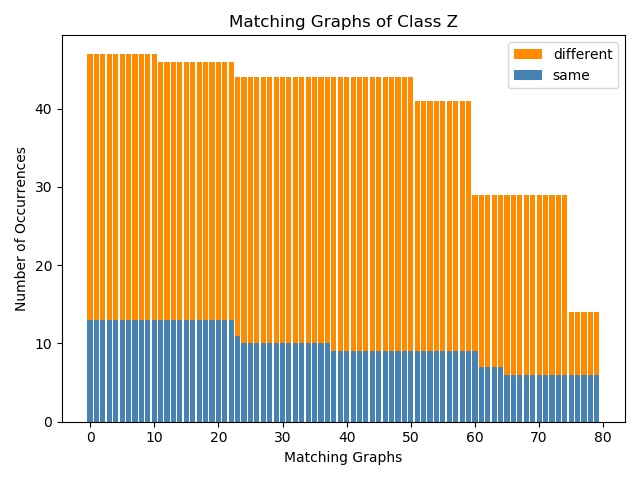 Matching Graphs of Class Z
different
same
Number of Occurrences
40
30
20
10
0
0 10 20 30 40 50 60 70 80
Matching Graphs